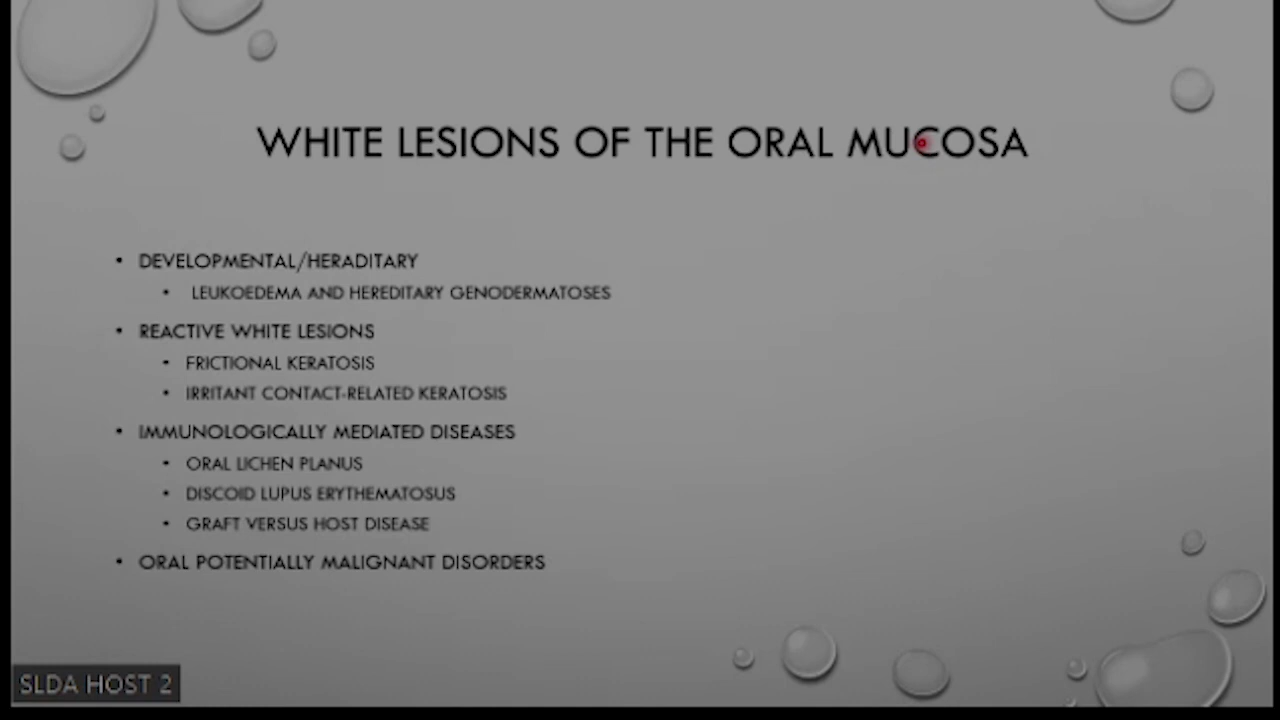 WHITE LESIONS OF THE ORAL MUCOSA
• DEVELOPMENTAL/HERADITARY
• LEUKOEDEMA AND HEREDITARY GENODERMATOSES
• REACTIVE WHITE LESIONS
• FRICTIONAL KERATOSIS
• IRRITANT CONTACT-RELATED KERATOSIS
• IMMUNOLOGICALLY MEDIATED DISEASES
• ORAL LICHEN PLANUS
• DISCOID LUPUS ERYTHEMATOSUS
• GRAFT VERSUS HOST DISEASE
• ORAL POTENTIALLY MALIGNANT DISORDERS
SLDA HOST 2